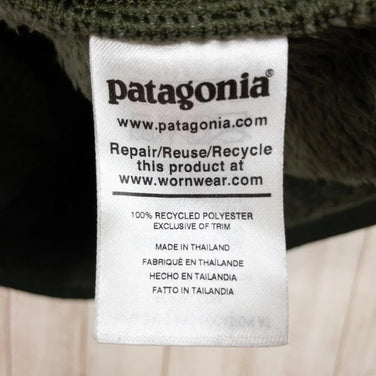 patagonia®
www.patagonia.com
Repair/Reuse/Recycle
this product at
www.wornwear.com
100% RECYCLED POLYESTER
EXCLUSIVE OF TRIM
MADE IN THAILAND
FABRIQUÉ EN THAÏLANDE
HECHO EN TAILANDIA
FATTO IN TAILANDIA